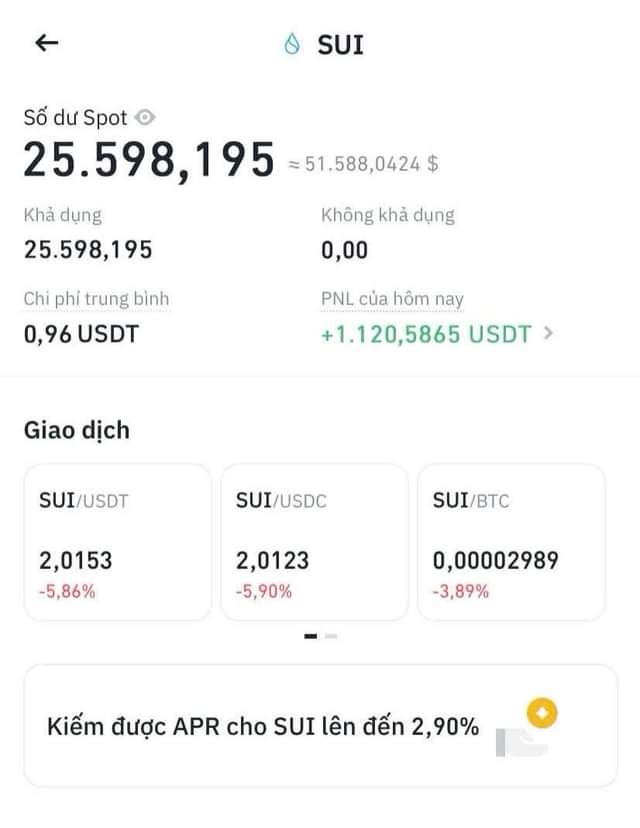 SUI
Số dư Spot
25.598,195 ≈ 51.588,0424 $
Khả dụng Không khả dụng
25.598,195 0,00
Chi phí trung bình PNL của hôm nay
0,96 USDT +1.120,5865 USDT
Giao dịch
SUI/USDT SUI/USDC SUI/BTC
2,0153 2,0123 0,00002989
-5,86% -5,90% -3,89%
Kiếm được APR cho SUI lên đến 2,90%